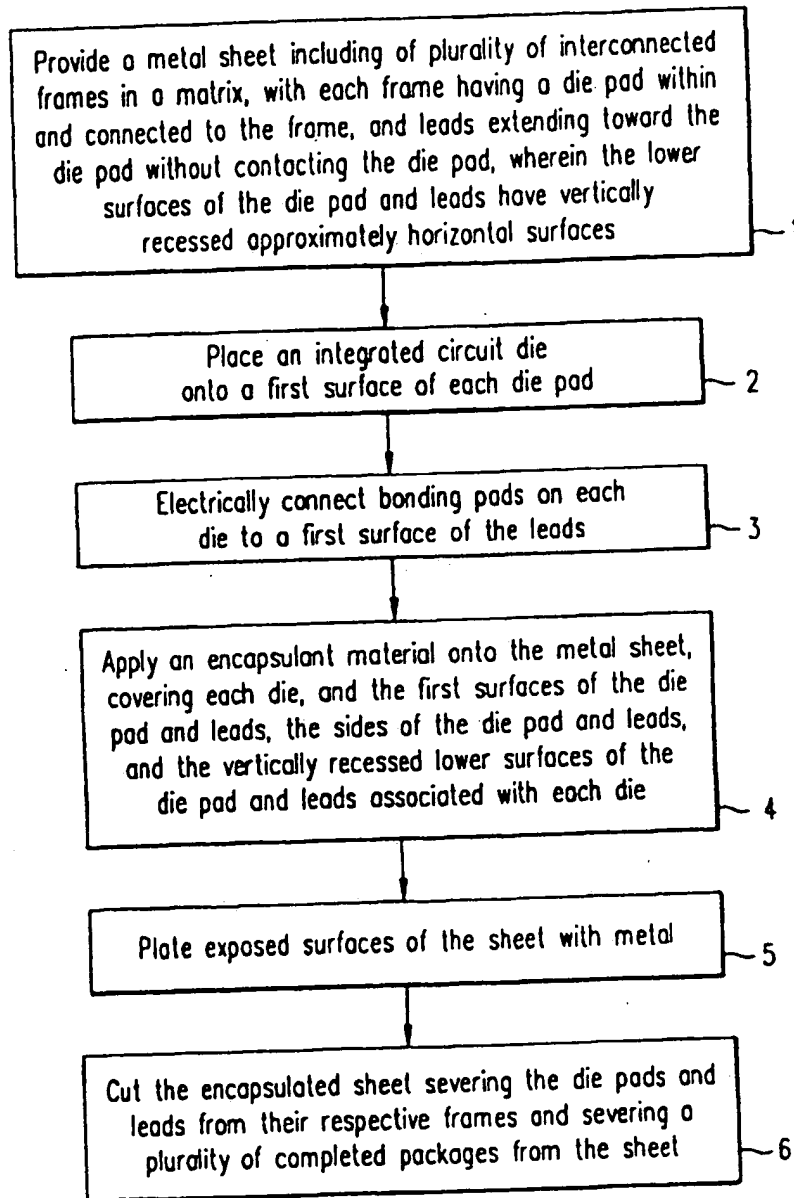 Provide a metal sheet including of plurality of interconnected
frames in a matrix, with each frame having a die pad within
and connected to the frame, and leads extending toward the
die pad without contacting the die pad, wherein the lower
surfaces of the die pad and leads have vertically
recessed approximately horizontal surfaces
Place an integrated circuit die
onto a first surface of each die pad
2
Electrically connect bonding pads on each
die to a first surface of the leads
3
Apply an encapsulant material onto the metal sheet,
covering each die, and the first surfaces of the die
pad and leads, the sides of the die pad and leads,
and the vertically recessed lower surfaces of the
die pad and leads associated with each die
4
Plate exposed surfaces of the sheet with metal
5
Cut the encapsulated sheet severing the die pads and
leads from their respective frames and severing a
plurality of completed packages from the sheet
6